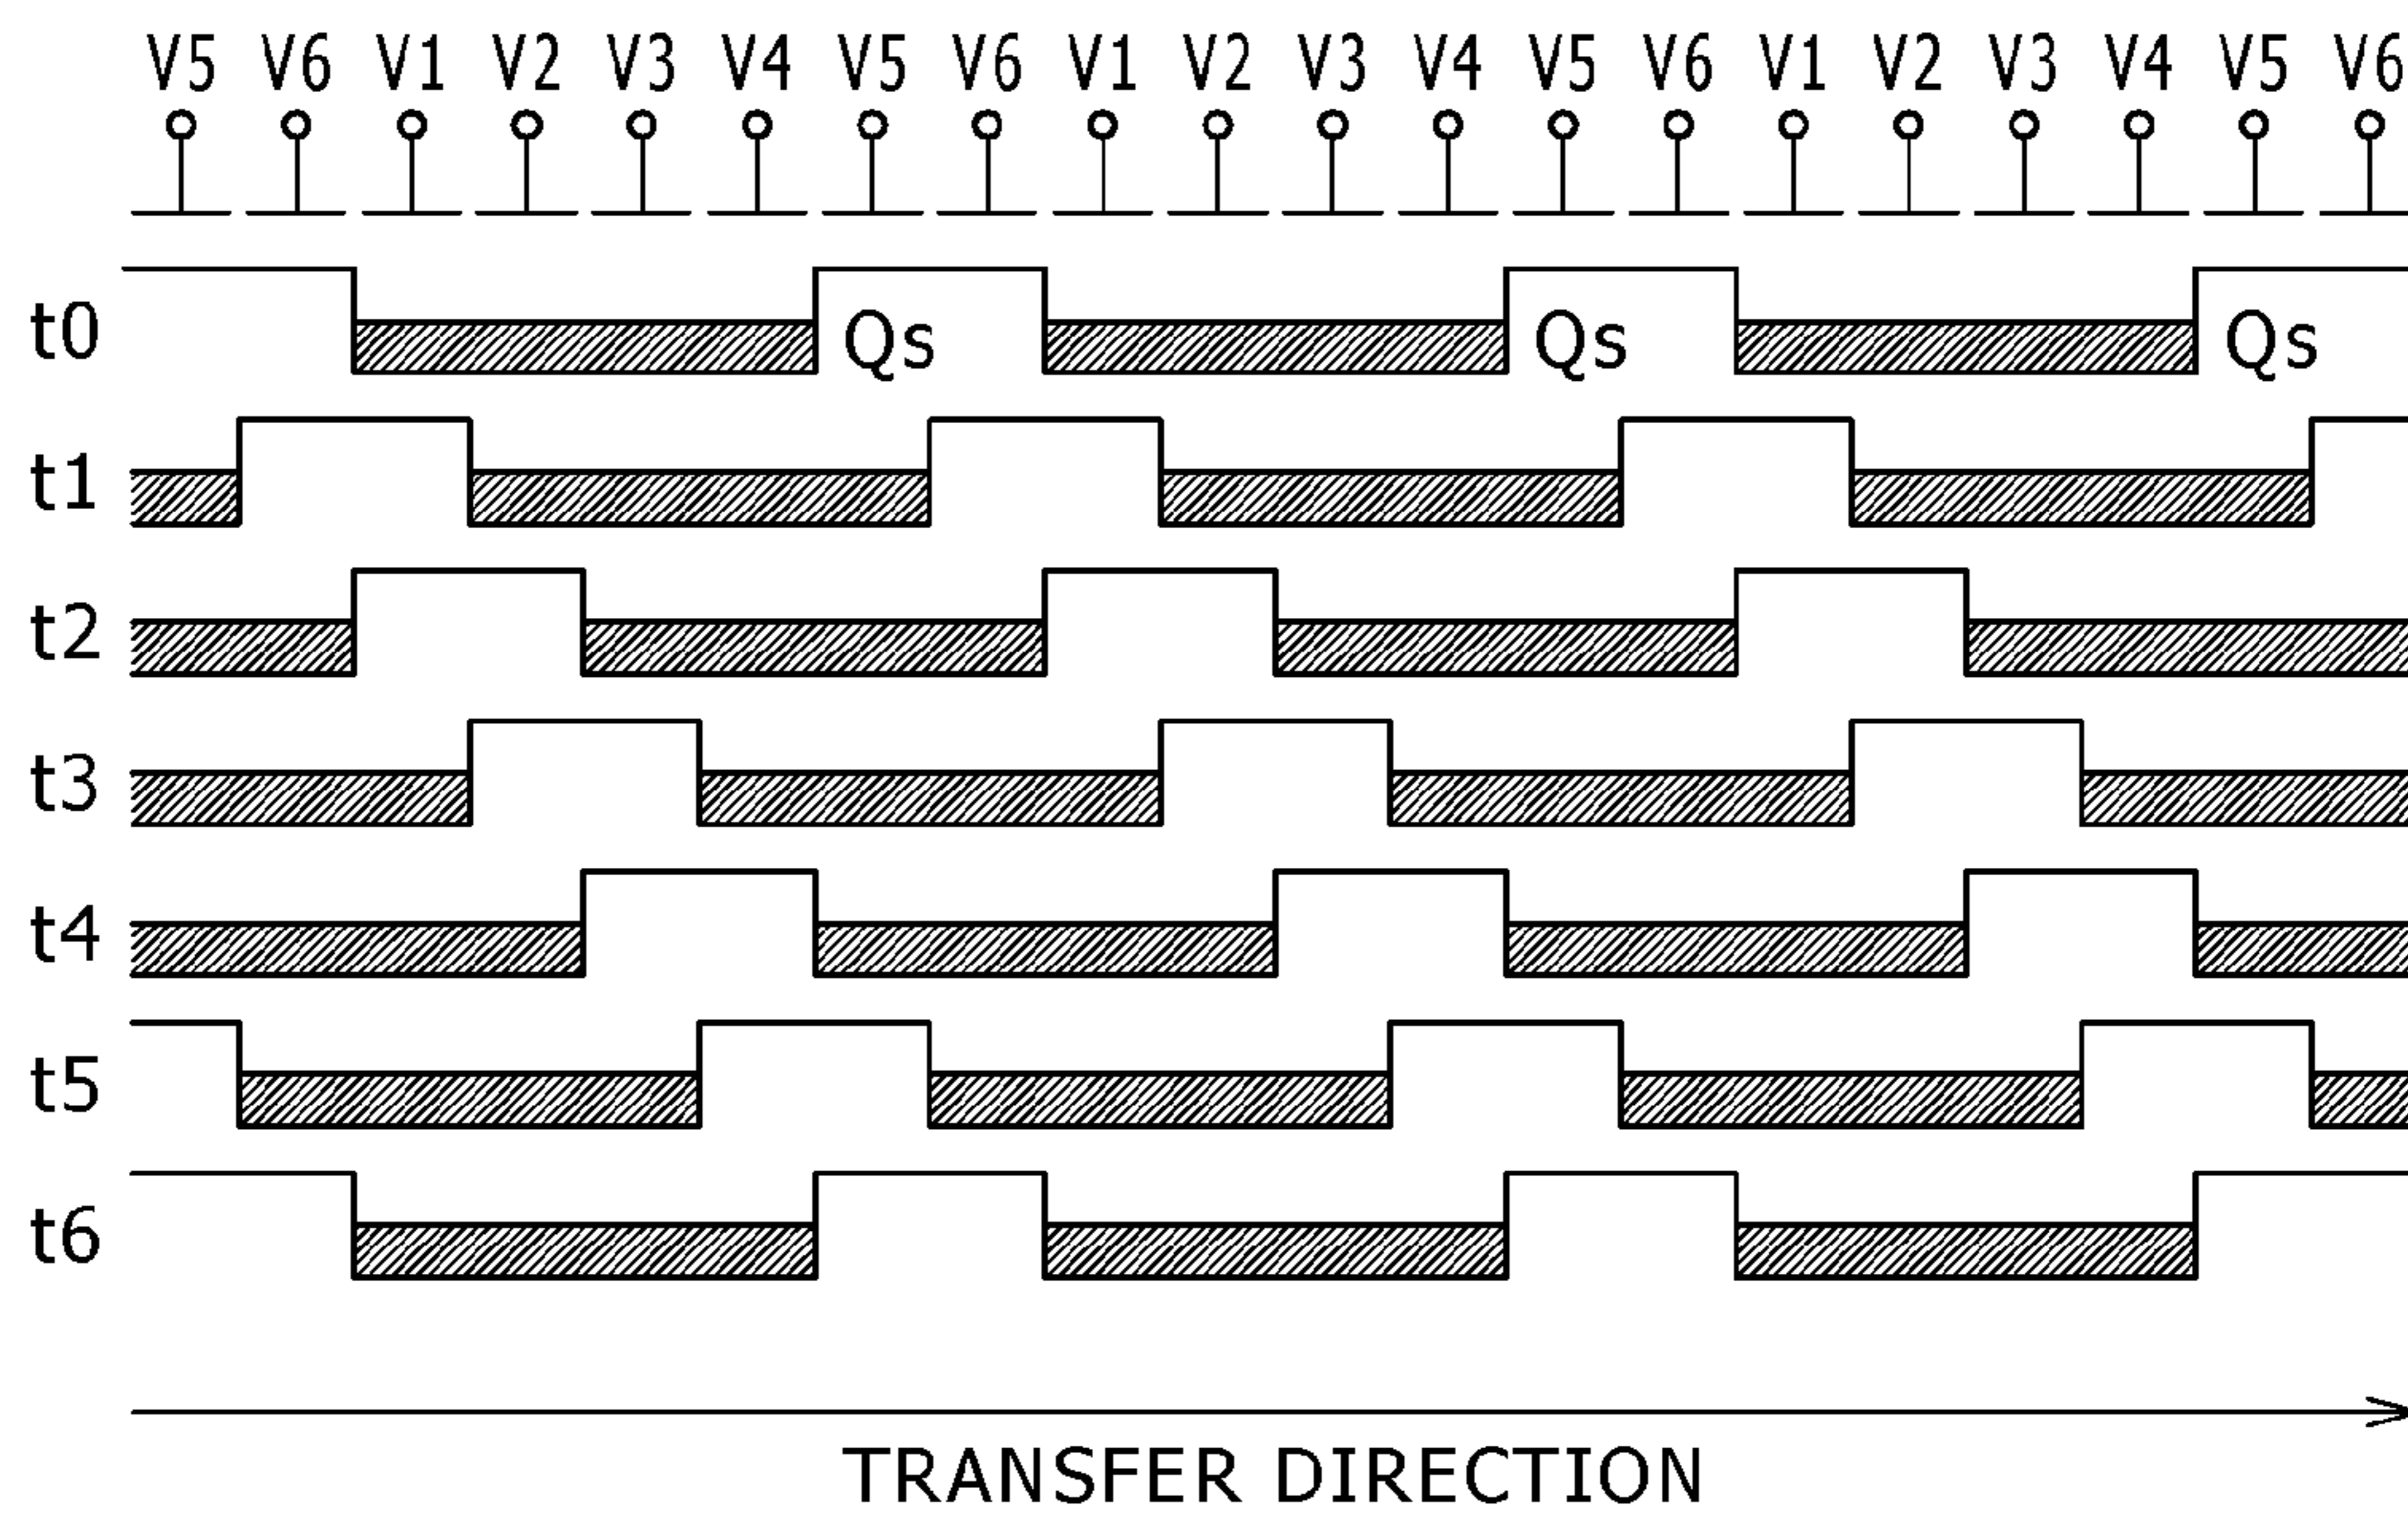 V5 V6 V1 V2 V3 V4 V5 V6 V1 V2 V3 V4 V5 V6 V1 V2 V3 V4 V5 V6
t0 Qs Qs Qs
t1
t2
t3
t4
t5
t6
TRANSFER DIRECTION